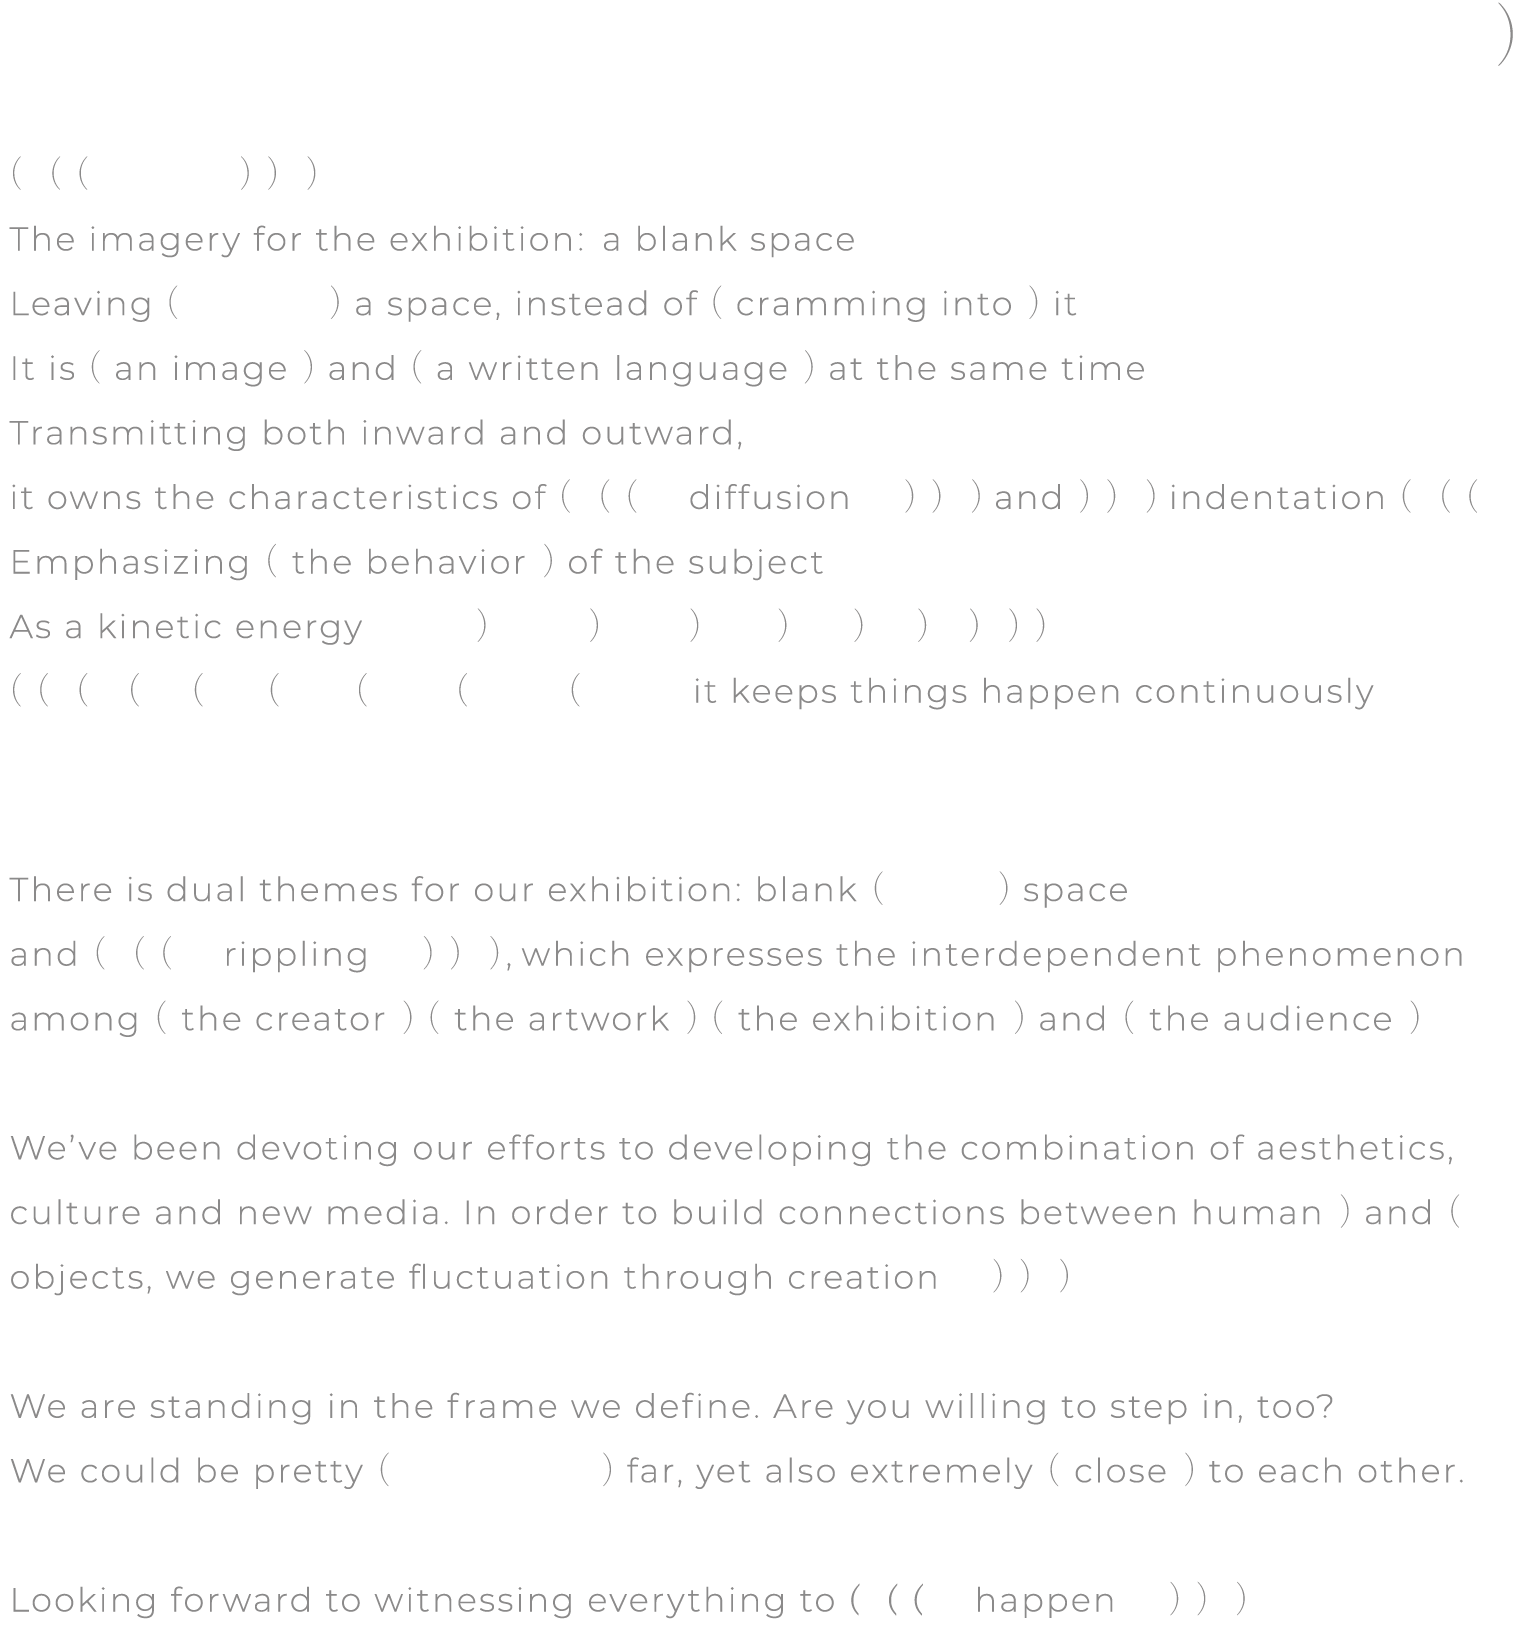 )
( ( ( ) ) )
The imagery for the exhibition: a blank space
Leaving ( ) a space, instead of ( cramming into ) it
It is ( an image ) and ( a written language ) at the same time
Transmitting both inward and outward,
it owns the characteristics of ( ( ( diffusion ) ) ) and ) ) ) indentation ( ( (
Emphasizing ( the behavior ) of the subject
As a kinetic energy ) ) ) ) ) ) ) ) )
( ( ( ( ( ( ( ( ( it keeps things happen continuously
There is dual themes for our exhibition: blank ( ) space
and ( ( ( rippling ) ) ), which expresses the interdependent phenomenon
among ( the creator ) ( the artwork ) ( the exhibition ) and ( the audience )
We’ve been devoting our efforts to developing the combination of aesthetics,
culture and new media. In order to build connections between human ) and (
objects, we generate fluctuation through creation ) ) )
We are standing in the frame we define. Are you willing to step in, too?
We could be pretty ( ) far, yet also extremely ( close ) to each other.
Looking forward to witnessing everything to ( ( ( happen ) ) )